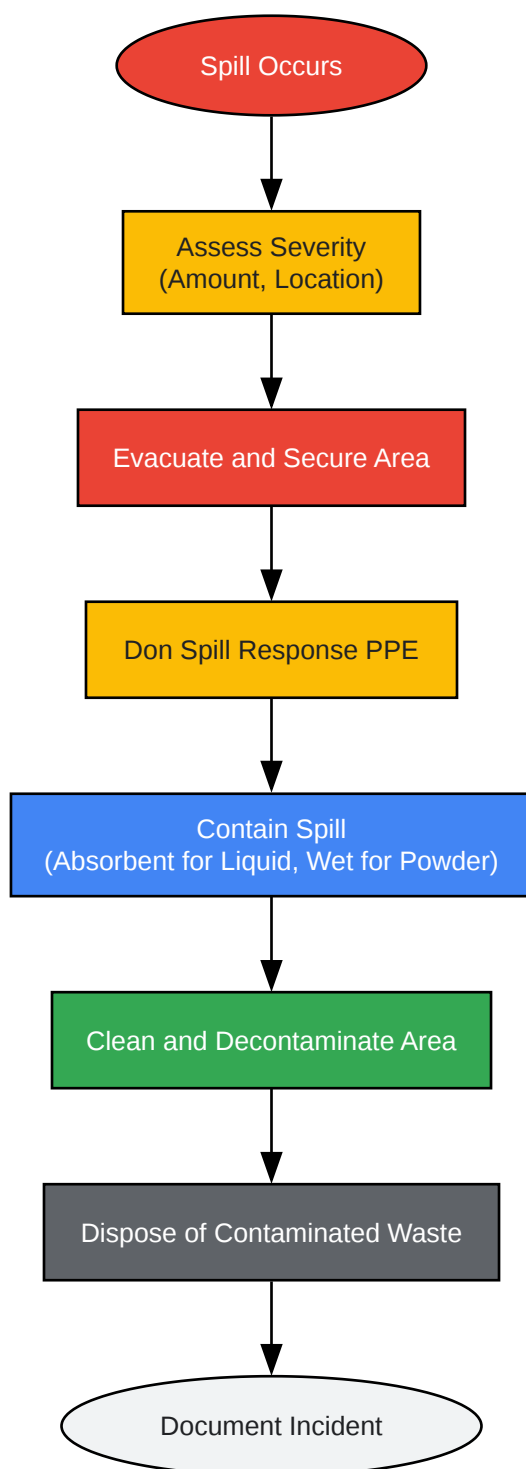 Spill Occurs
Assess Severity
(Amount, Location)
Evacuate and Secure Area
Don Spill Response PPE
Contain Spill
(Absorbent for Liquid, Wet for Powder)
Clean and Decontaminate Area
Dispose of Contaminated Waste
Document Incident